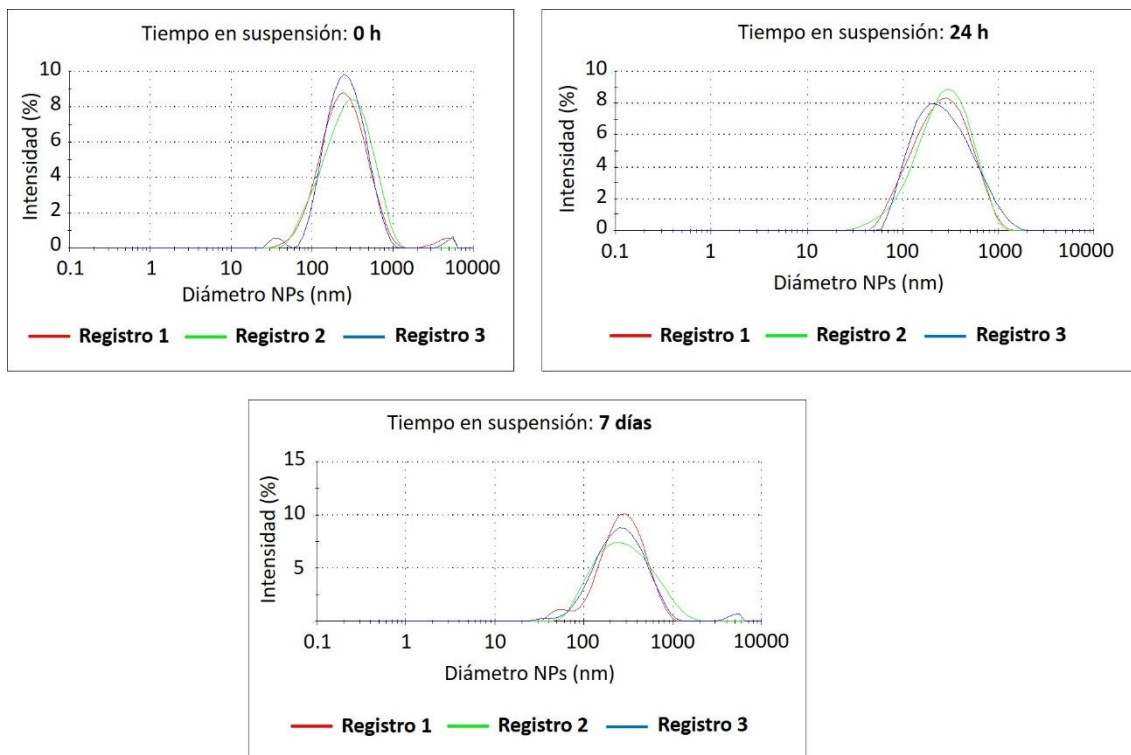 Tiempo en suspensión: 0 h
Intensidad (%)
10
8
6
4
2
0
0.1 1 10 100 1000 10000
Diámetro NPs (nm)
Registro 1 Registro 2 Registro 3
Tiempo en suspensión: 24 h
Intensidad (%)
10
8
6
4
2
0
0.1 1 10 100 1000 10000
Diámetro NPs (nm)
Registro 1 Registro 2 Registro 3
Tiempo en suspensión: 7 días
Intensidad (%)
15
10
5
0.1 1 10 100 1000 10000
Diámetro NPs (nm)
Registro 1 Registro 2 Registro 3